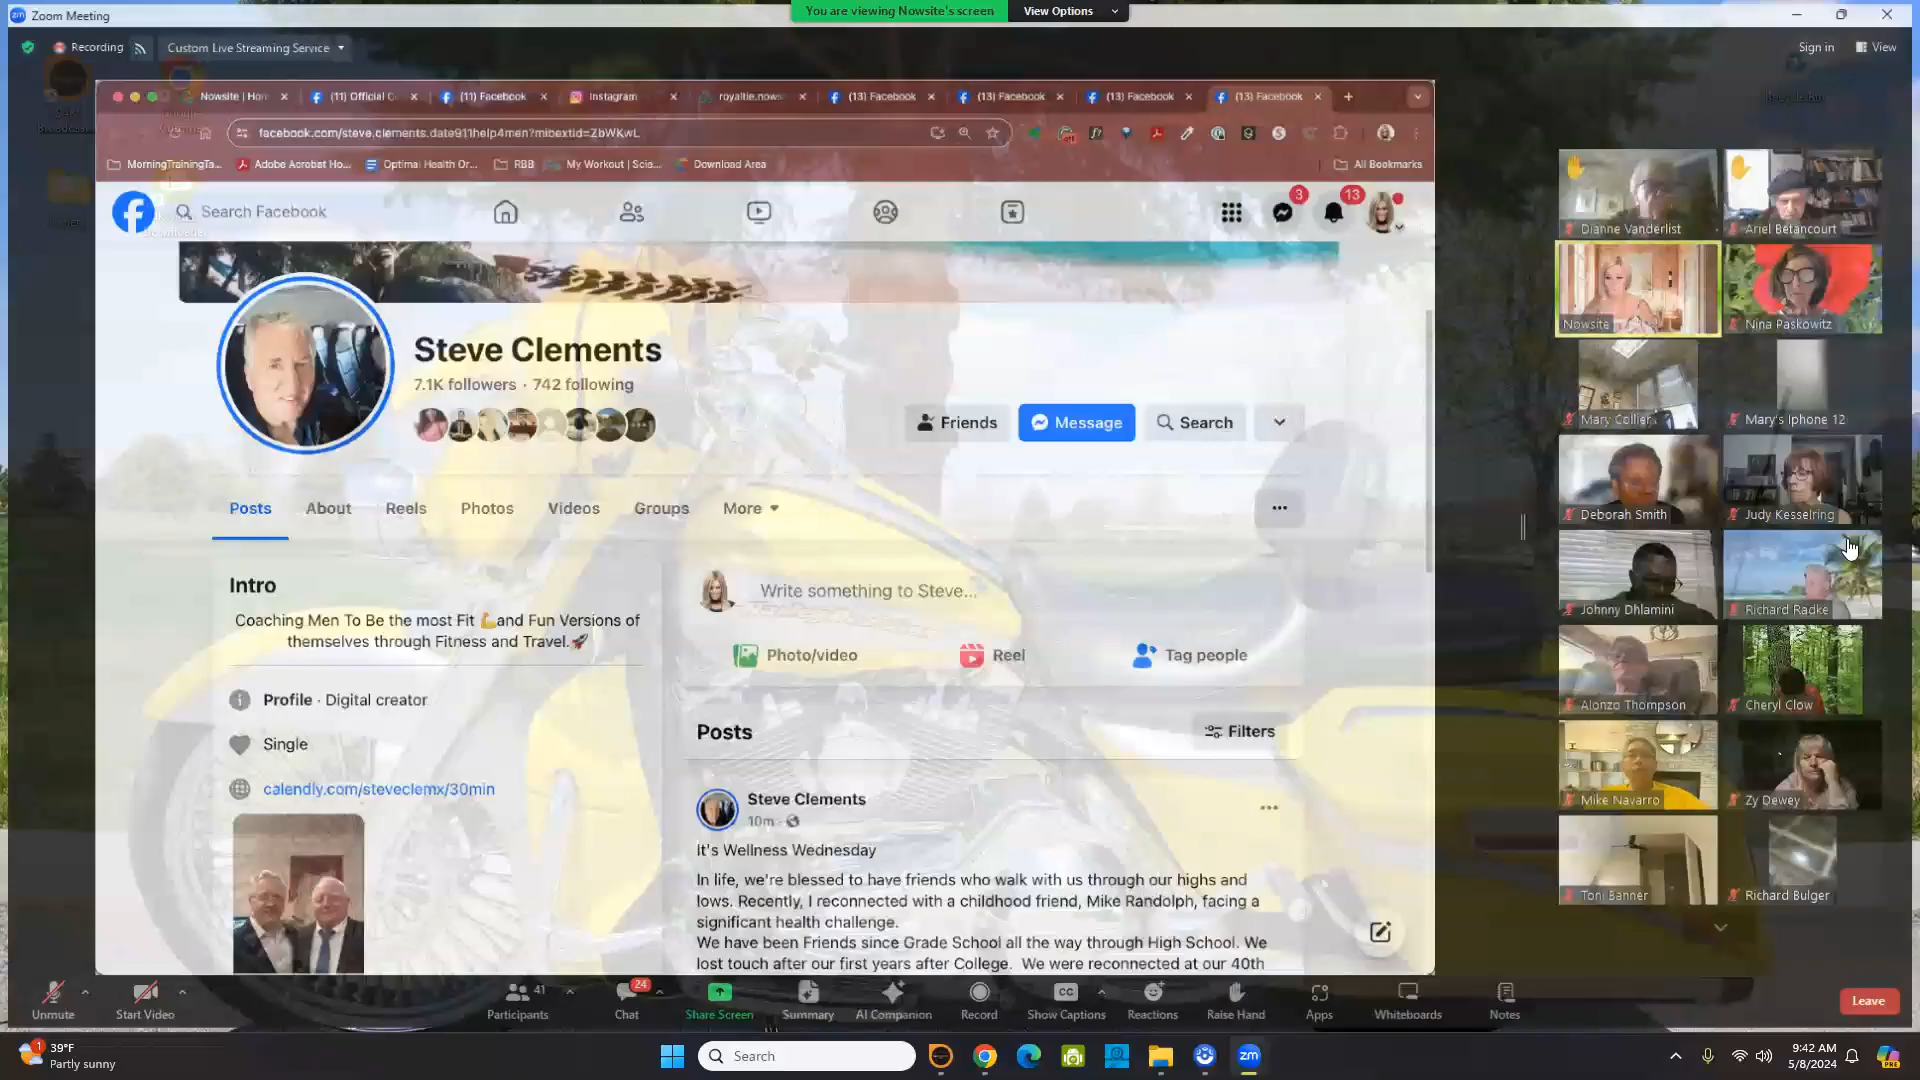 Zoom Meeting
You are viewing Nowsite's screen
View Options
Recording
Custom Live Streaming Service
Sign in
View
Nowsite | Hom
(11) Official C
(11) Facebook
Instagram
royaltie.nows
(13) Facebook
(13) Facebook
(13) Facebook
(13) Facebook
facebook.com/steve.clements.date911help4men?mibextid=ZbWKwL
MorningTrainingTa...
Adobe Acrobat Ho...
Optimal Health Or...
RBB
My Workout | Scis...
Download Area
All Bookmarks
Search Facebook
3
13
Steve Clements
7.1K followers · 742 following
Friends
Message
Search
Posts
About
Reels
Photos
Videos
Groups
More
Intro
Coaching Men To Be the most Fit 💪and Fun Versions of
themselves through Fitness and Travel.🚀
Profile · Digital creator
Single
calendly.com/steveclemx/30min
Write something to Steve...
Photo/video
Reel
Tag people
Posts
Filters
Steve Clements
10m
It's Wellness Wednesday
In life, we're blessed to have friends who walk with us through our highs and
lows. Recently, I reconnected with a childhood friend, Mike Randolph, facing a
significant health challenge.
We have been Friends since Grade School all the way through High School. We
lost touch after our first years after College. We were reconnected at our 40th
Dianne Vanderlist
Ariel Betancourt
Nowsite
Nina Paskowitz
Mary Collier
Mary's Iphone 12
Deborah Smith
Judy Kesselring
Johnny Dhlamini
Richard Radke
Alonzo Thompson
Cheryl Clow
Mike Navarro
Zy Dewey
Toni Banner
Richard Bulger
Unmute
Start Video
41
Participants
24
Chat
Share Screen
Summary
AI Companion
Record
CC
Show Captions
Reactions
Raise Hand
Apps
Whiteboards
Notes
Leave
1
39°F
Partly sunny
Search
zm
9:42 AM
5/8/2024
PRE